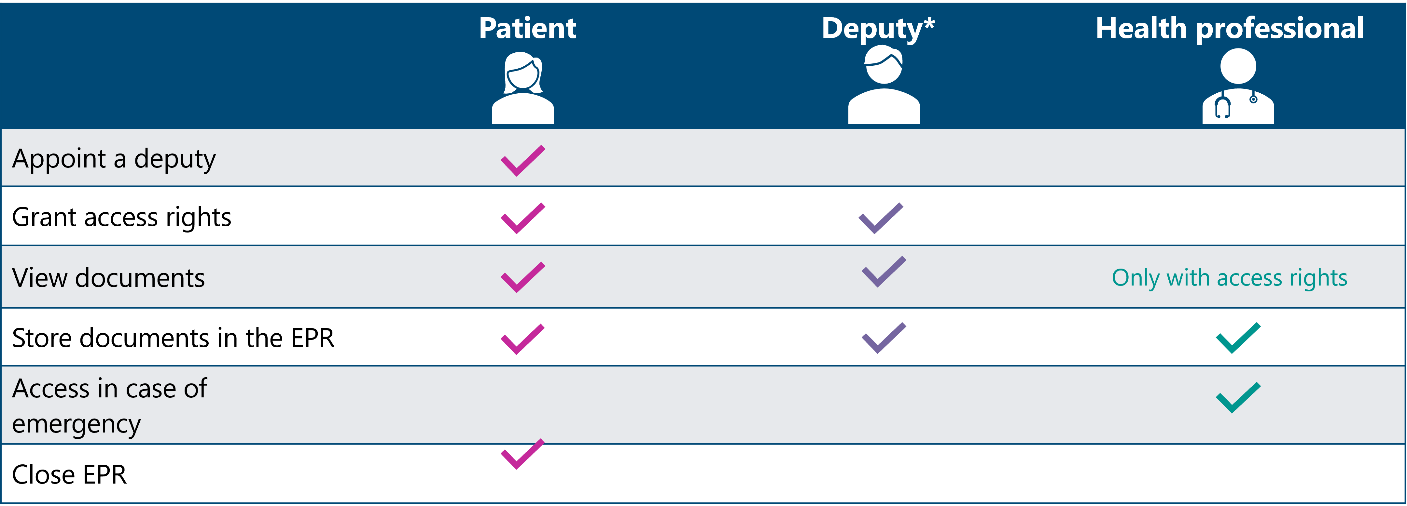 Patient Deputy* Health professional
Appoint a deputy
Grant access rights
View documents Only with access rights
Store documents in the EPR
Access in case of
emergency
Close EPR